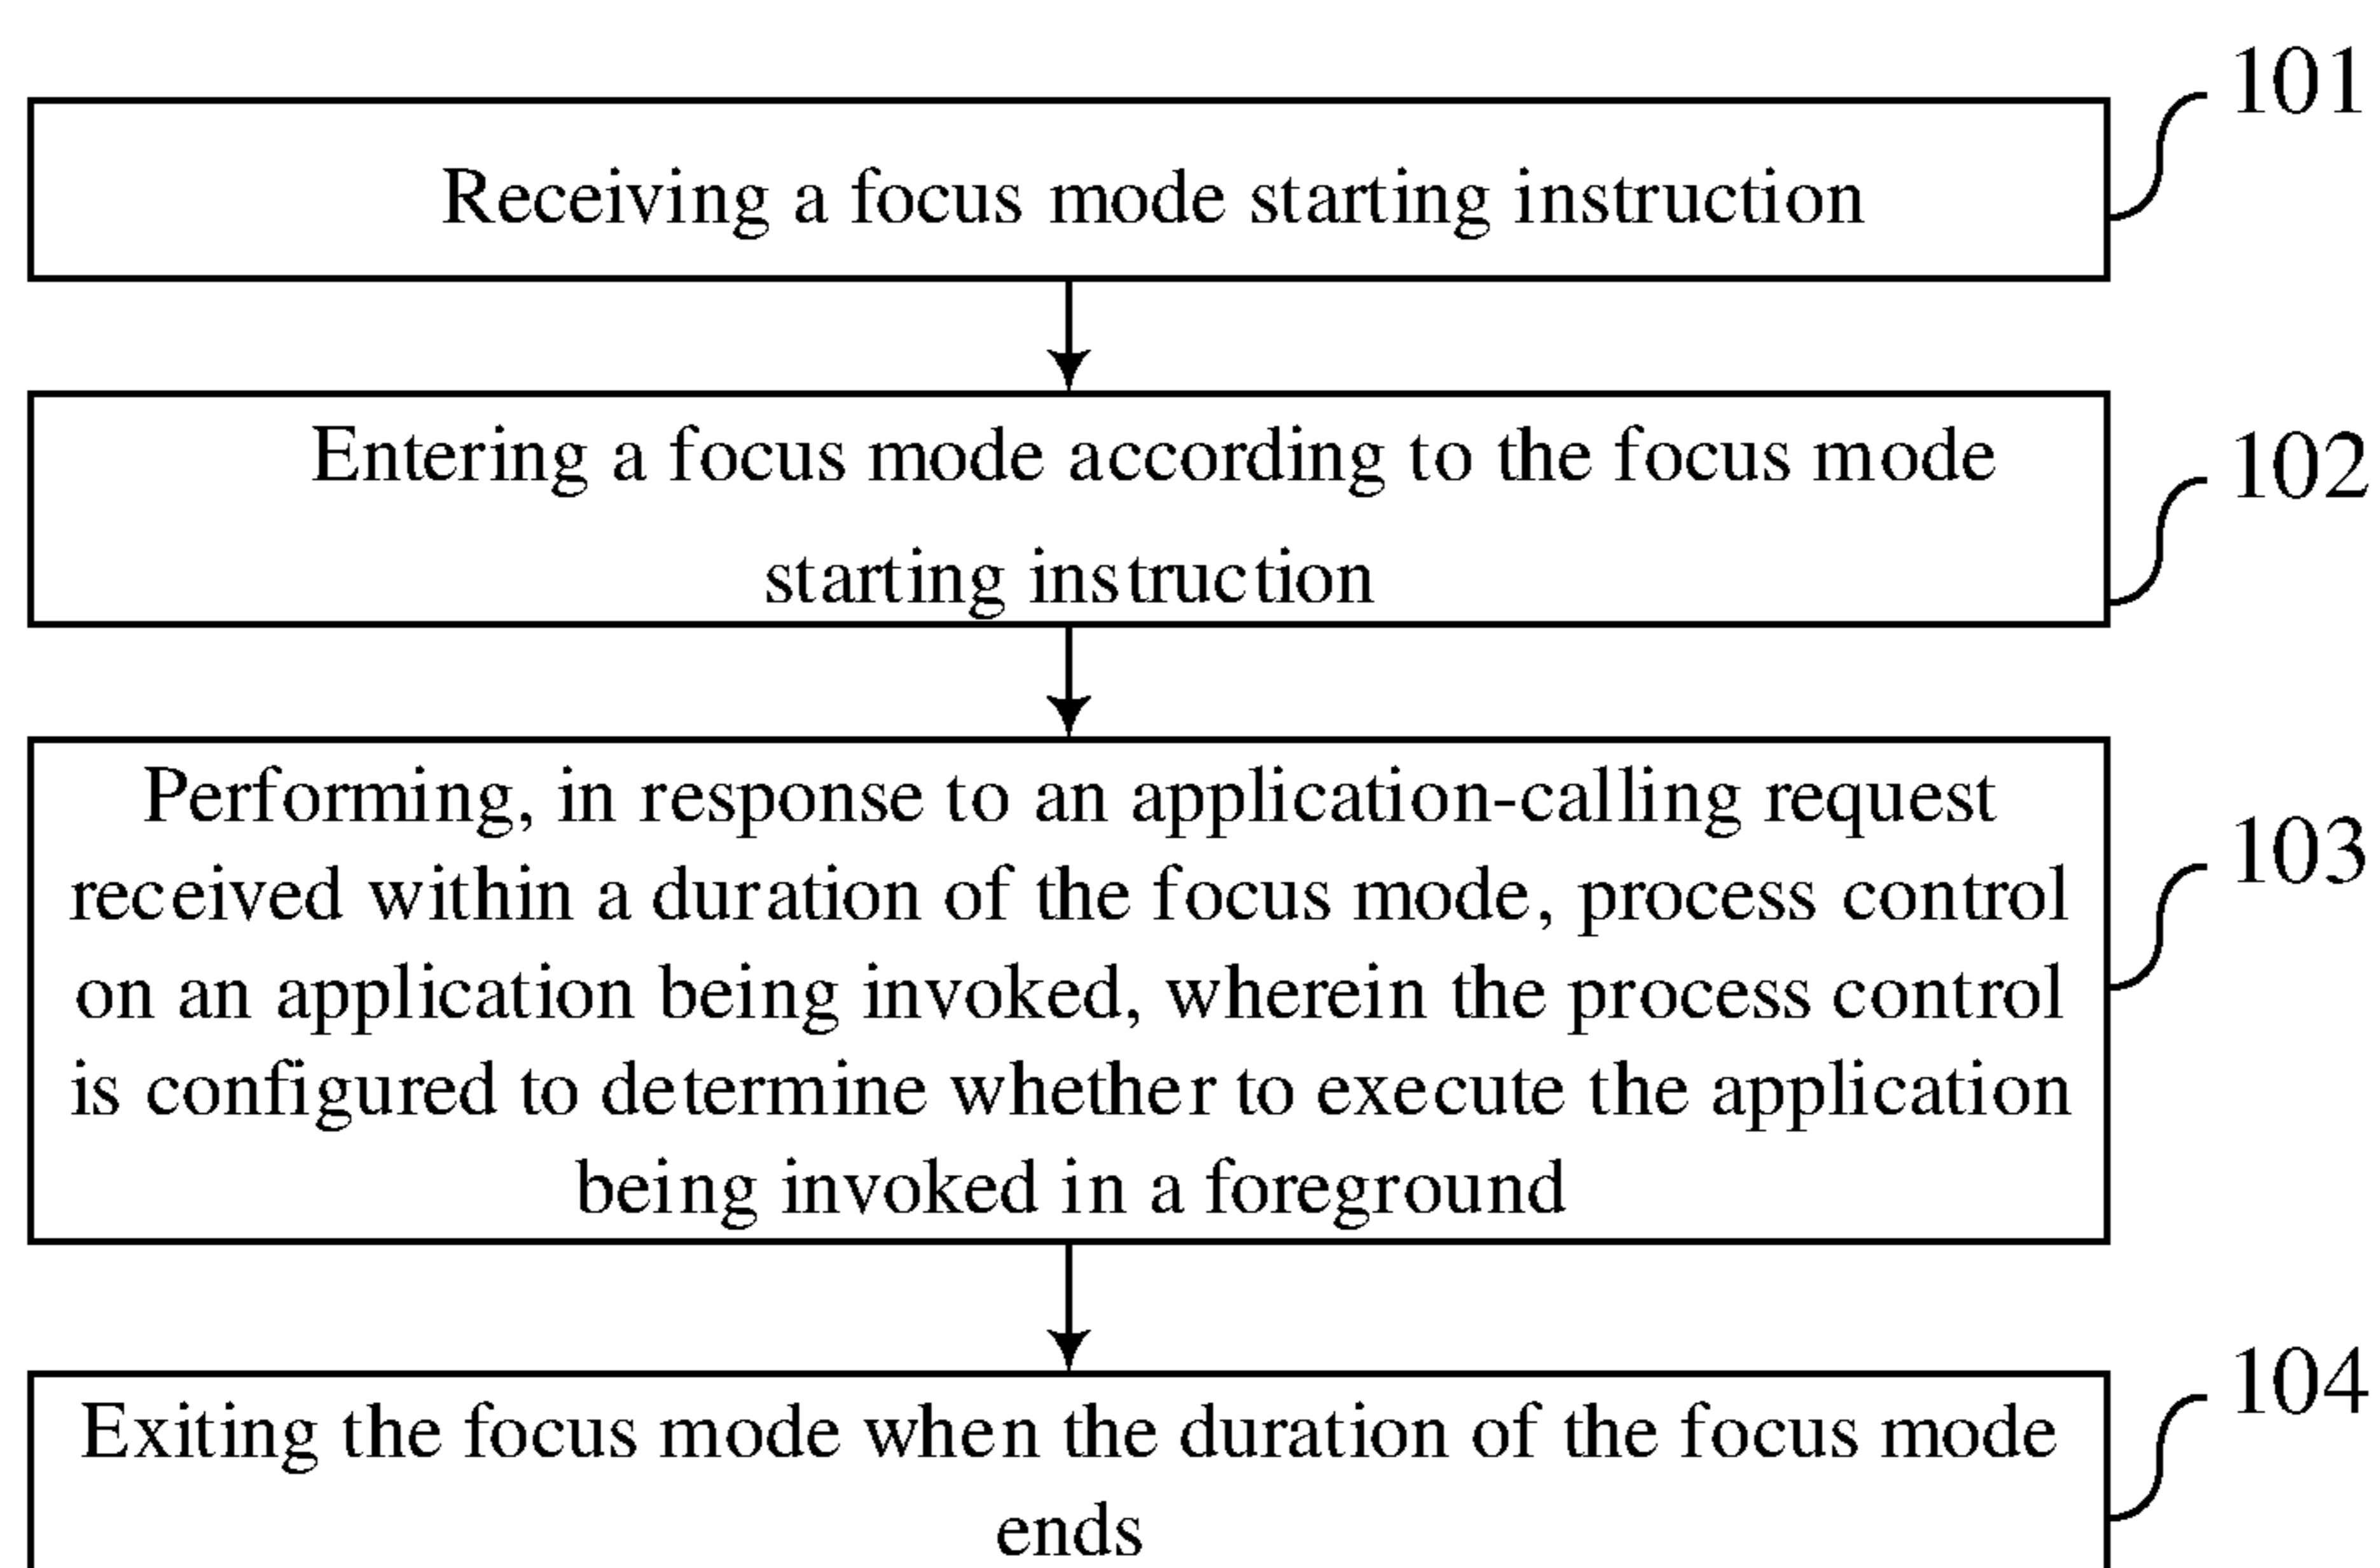 101
Receiving a focus mode starting instruction
Entering a focus mode according to the focus mode
102
starting instruction
Performing, in response to an application-calling request
103
received within a duration of the focus mode, process control
on an application being invoked, wherein the process control
is configured to determine whether to execute the application
being invoked in a foreground
104
Exiting the focus mode when the duration of the focus mode
ends